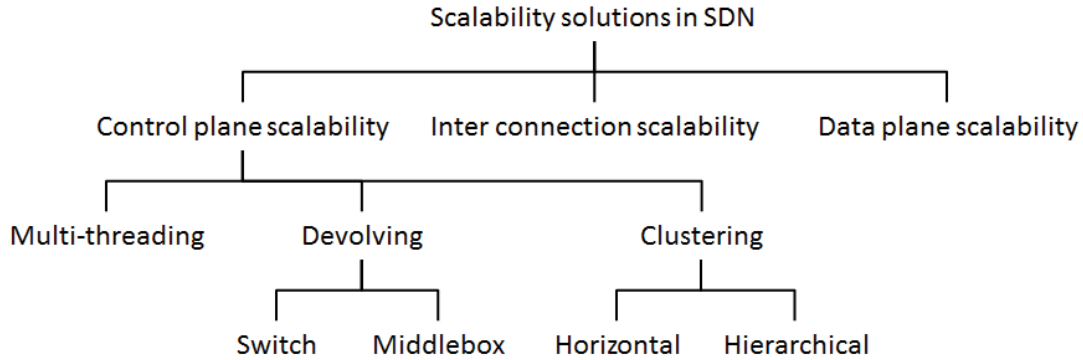 Scalability solutions in SDN
Control plane scalability Inter connection scalability Data plane scalability
Multi-threading Devolving Clustering
Switch Middlebox Horizontal Hierarchical